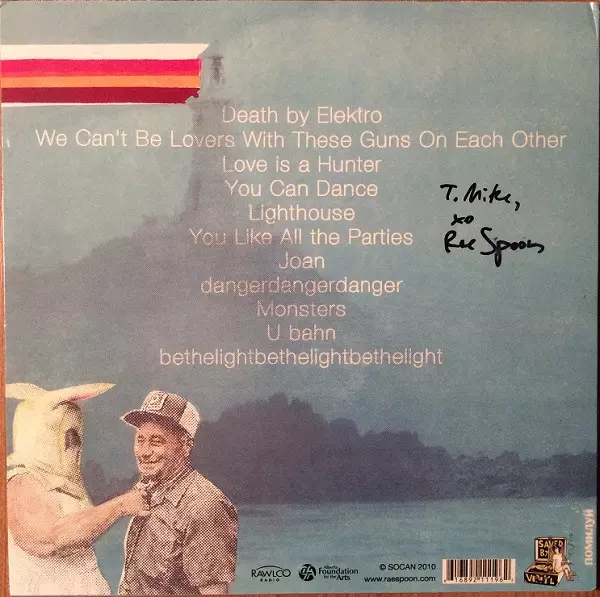 Death by Elektro
We Can't Be Lovers With These Guns On Each Other
Love is a Hunter
You Can Dance
Lighthouse
You Like All the Parties
Joan
dangerdangerdanger
Monsters
U bahn
bethelightbethelightbethelight
T. Mike,
xo
Rae Spoon
RAWLCO
RADIO
Alberta
Foundation
for the Arts
© SOCAN 2010
www.raespoon.com
SAVED
BY
VINYL
помилуй